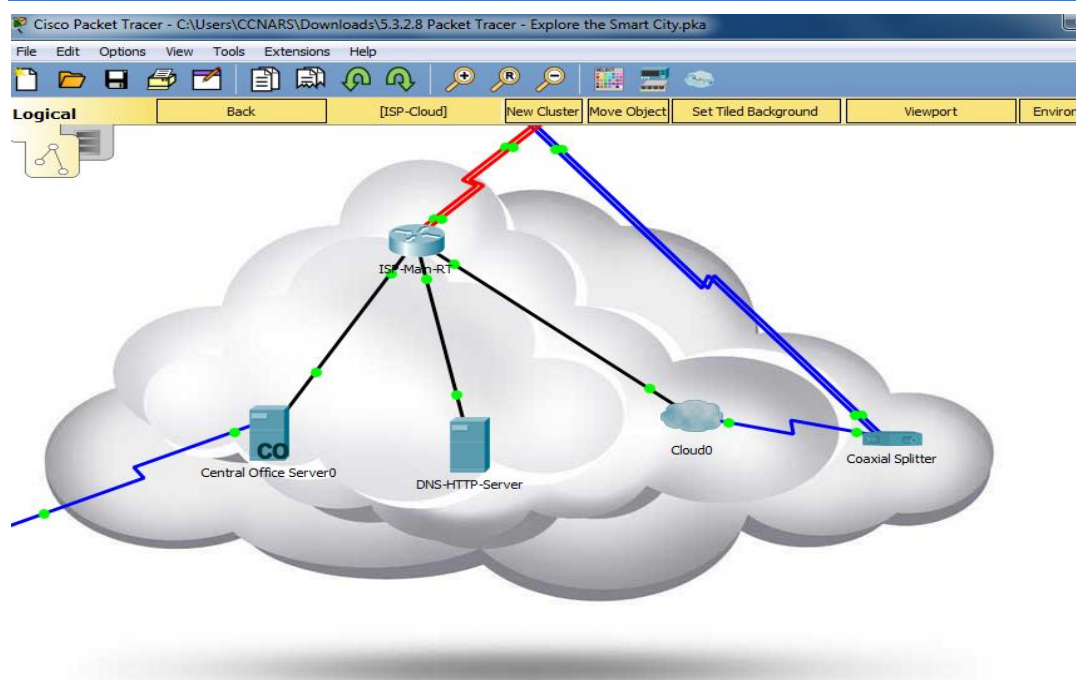 Cisco Packet Tracer - C:\Users\CCNARS\Downloads\5.3.2.8 Packet Tracer - Explore the Smart City.pka
File Edit Options View Tools Extensions Help
Logical Back [ISP-Cloud] New Cluster Move Object Set Tiled Background Viewport Environ
ISP-Main-RT
CO
Central Office Server0
DNS-HTTP-Server
Cloud0
Coaxial Splitter